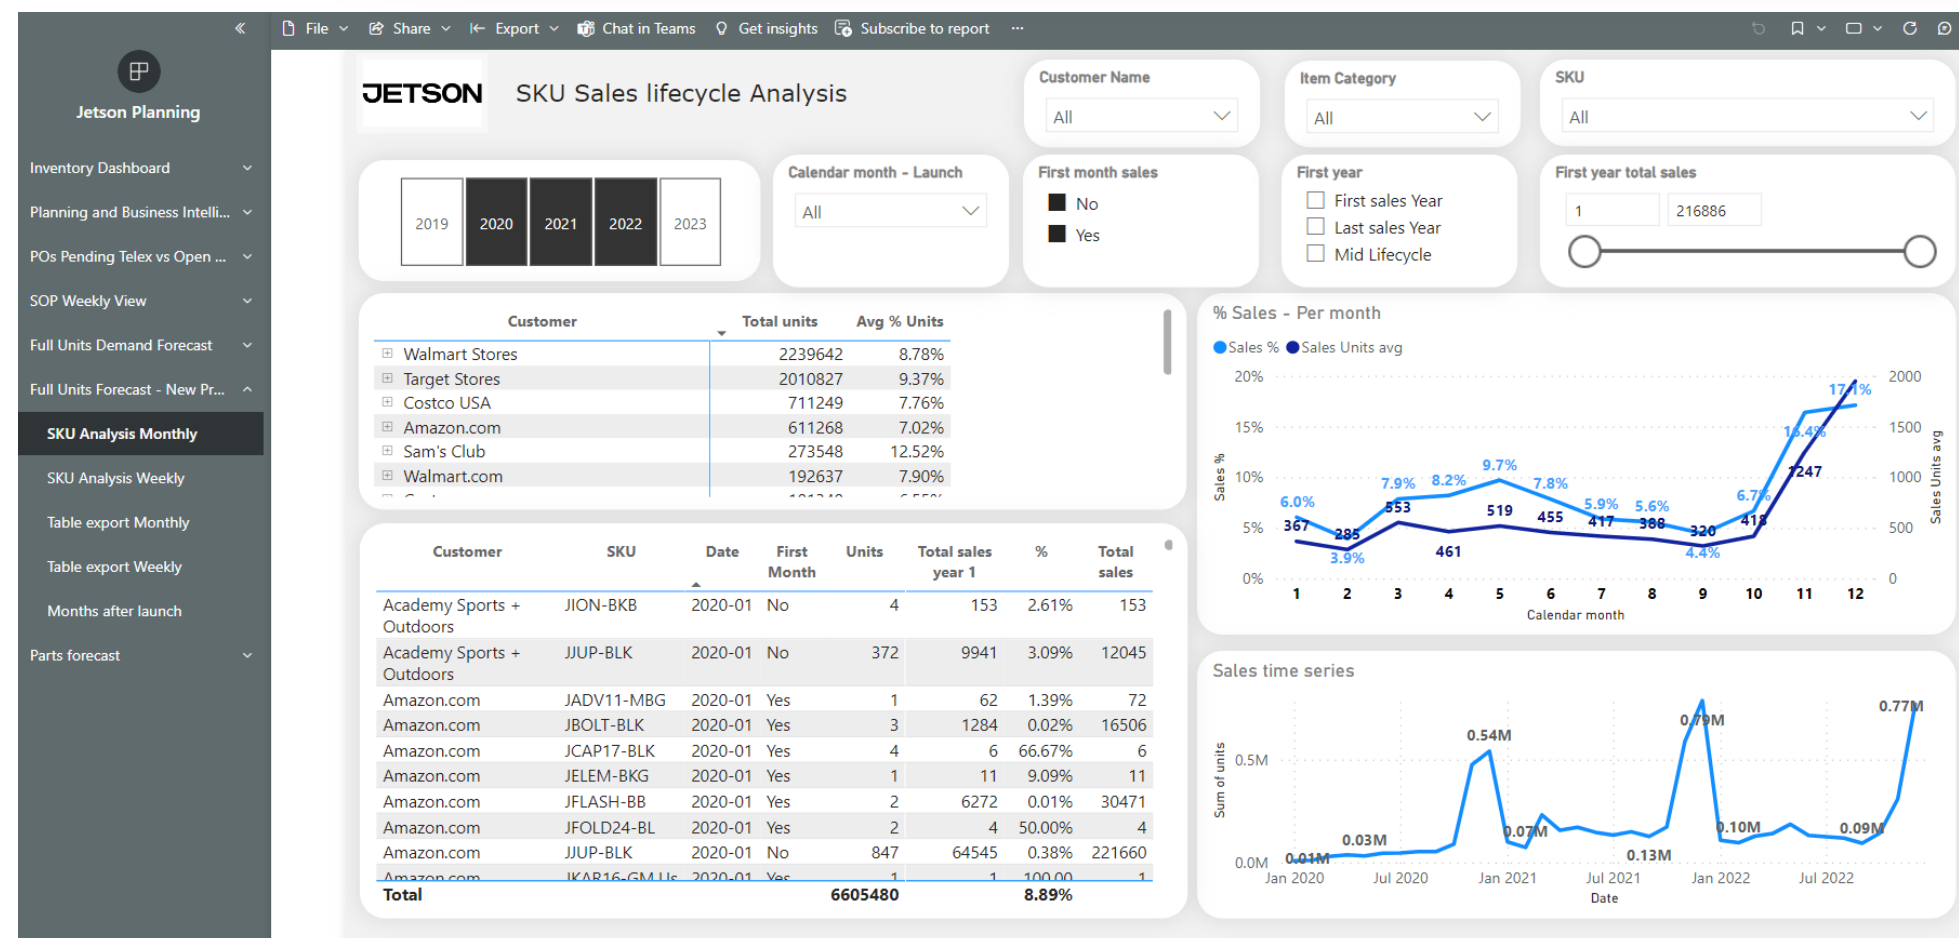 File Share Export Chat in Teams Get insights Subscribe to report ...
Jetson Planning
Inventory Dashboard
Planning and Business Intelli...
POs Pending Telex vs Open ...
SOP Weekly View
Full Units Demand Forecast
Full Units Forecast - New Pr...
SKU Analysis Monthly
SKU Analysis Weekly
Table export Monthly
Table export Weekly
Months after launch
Parts forecast
JETSON SKU Sales lifecycle Analysis
Customer Name
All
Item Category
All
SKU
All
2019 2020 2021 2022 2023
Calendar month - Launch
All
First month sales
No
Yes
First year
First sales Year
Last sales Year
Mid Lifecycle
First year total sales
1 216886
Customer Total units Avg % Units
Walmart Stores 2239642 8.78%
Target Stores 2010827 9.37%
Costco USA 711249 7.76%
Amazon.com 611268 7.02%
Sam's Club 273548 12.52%
Walmart.com 192637 7.90%
Customer SKU Date First Month Units Total sales year 1 % Total sales
Academy Sports + Outdoors JION-BKB 2020-01 No 4 153 2.61% 153
Academy Sports + Outdoors JJUP-BLK 2020-01 No 372 9941 3.09% 12045
Amazon.com JADV11-MBG 2020-01 Yes 1 62 1.39% 72
Amazon.com JBOLT-BLK 2020-01 Yes 3 1284 0.02% 16506
Amazon.com JCAP17-BLK 2020-01 Yes 4 6 66.67% 6
Amazon.com JELEM-BKG 2020-01 Yes 1 11 9.09% 11
Amazon.com JFLASH-BB 2020-01 Yes 2 6272 0.01% 30471
Amazon.com JFOLD24-BL 2020-01 Yes 2 4 50.00% 4
Amazon.com JJUP-BLK 2020-01 No 847 64545 0.38% 221660
Amazon.com JKAR16-GM Us 2020-01 Yes 1 1 100.00 1
Total 6605480 8.89%
% Sales - Per month
Sales % Sales Units avg
20% 15% 10% 5% 0%
Sales %
6.0% 3.9% 7.9% 8.2% 9.7% 7.8% 5.9% 5.6% 4.4% 6.7% 16.4% 17.1%
367 285 553 461 519 455 417 388 320 418 1247
2000 1500 1000 500 0
Sales Units avg
1 2 3 4 5 6 7 8 9 10 11 12
Calendar month
Sales time series
Sum of units
0.5M
0.0M
0.01M 0.03M 0.54M 0.07M 0.13M 0.79M 0.10M 0.09M 0.77M
Jan 2020 Jul 2020 Jan 2021 Jul 2021 Jan 2022 Jul 2022
Date